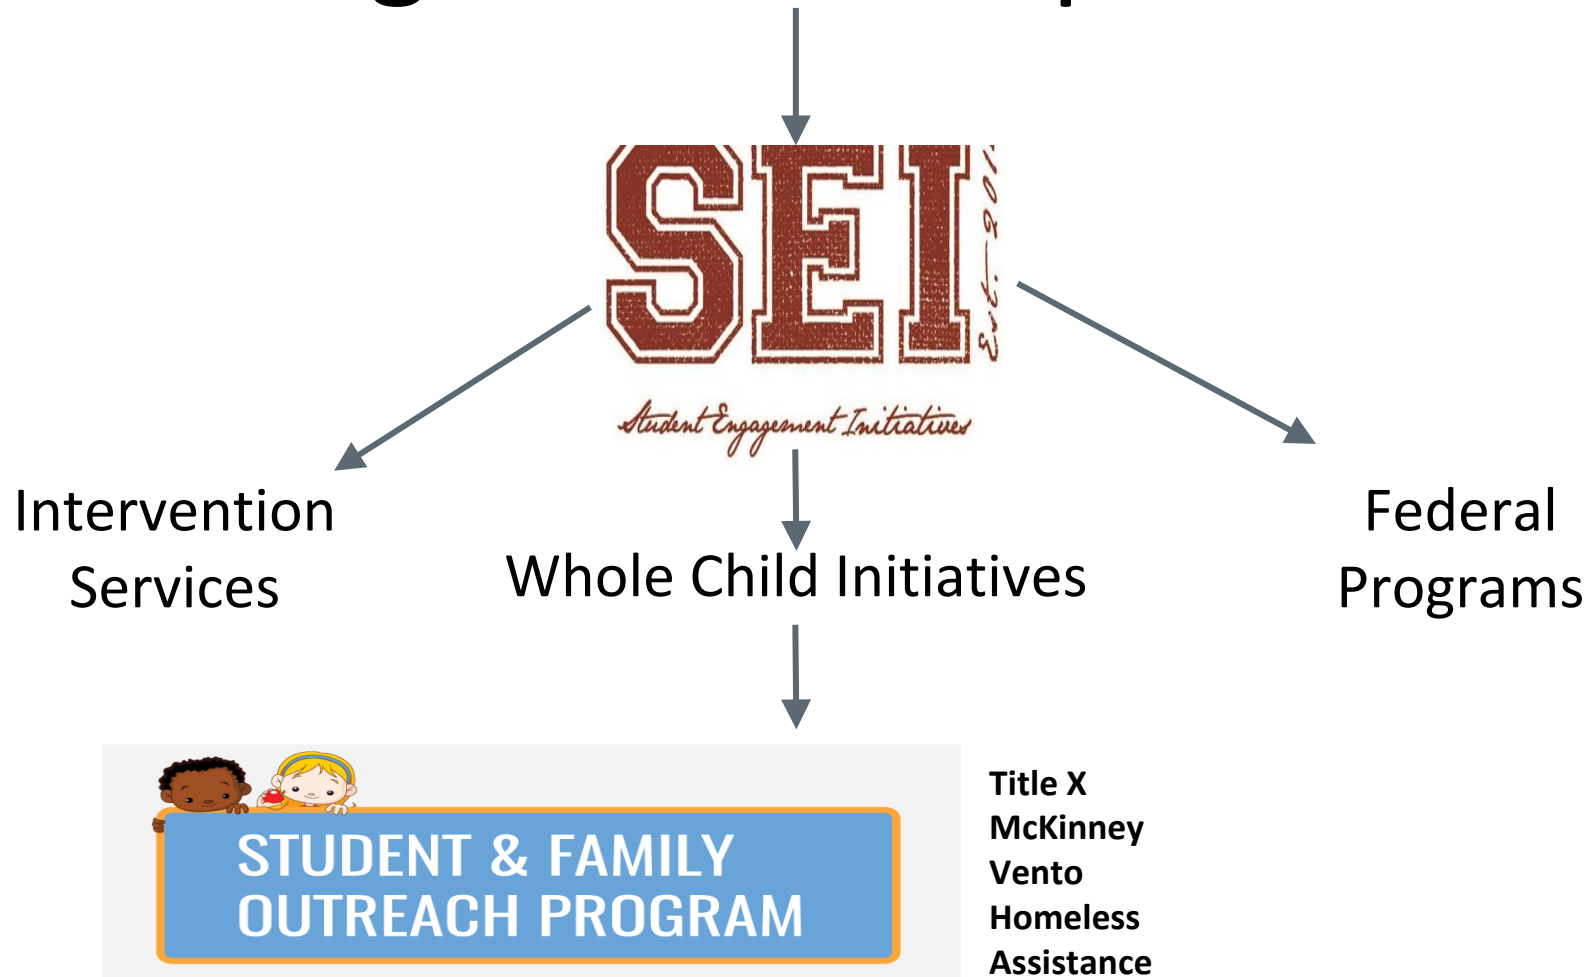 SEI
Student Engagement Initiatives
Intervention
Services
Whole Child Initiatives
Federal
Programs
STUDENT & FAMILY
OUTREACH PROGRAM
Title X
McKinney
Vento
Homeless
Assistance